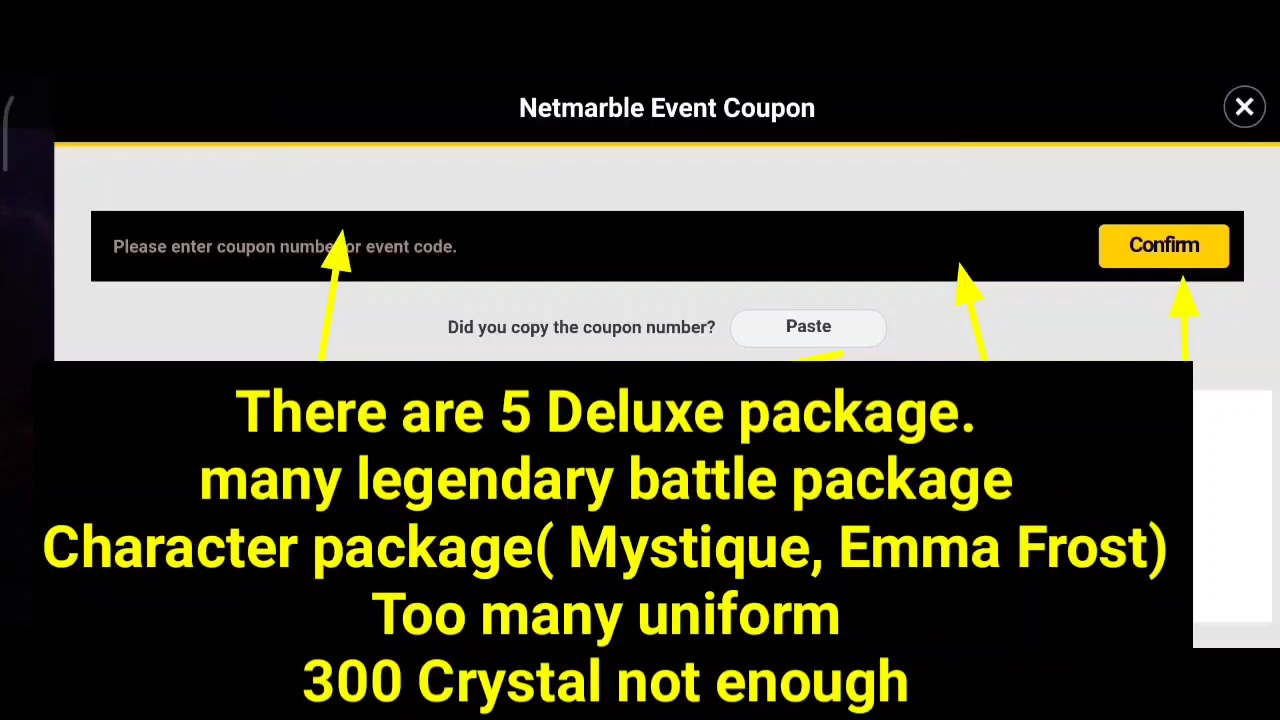 Netmarble Event Coupon
Please enter coupon number or event code.
Confirm
Did you copy the coupon number?
Paste
There are 5 Deluxe package.
many legendary battle package
Character package( Mystique, Emma Frost)
Too many uniform
300 Crystal not enough